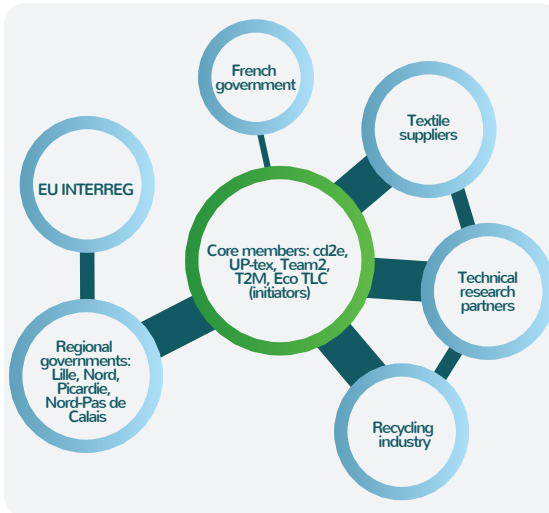 French
government
Textile
suppliers
EU INTERREG
Core members: cd2e,
UP-tex, Team2,
T2M, Eco TLC
(initiators)
Technical
research
partners
Regional
governments:
Lille, Nord,
Picardie,
Nord-Pas de
Calais
Recycling
industry